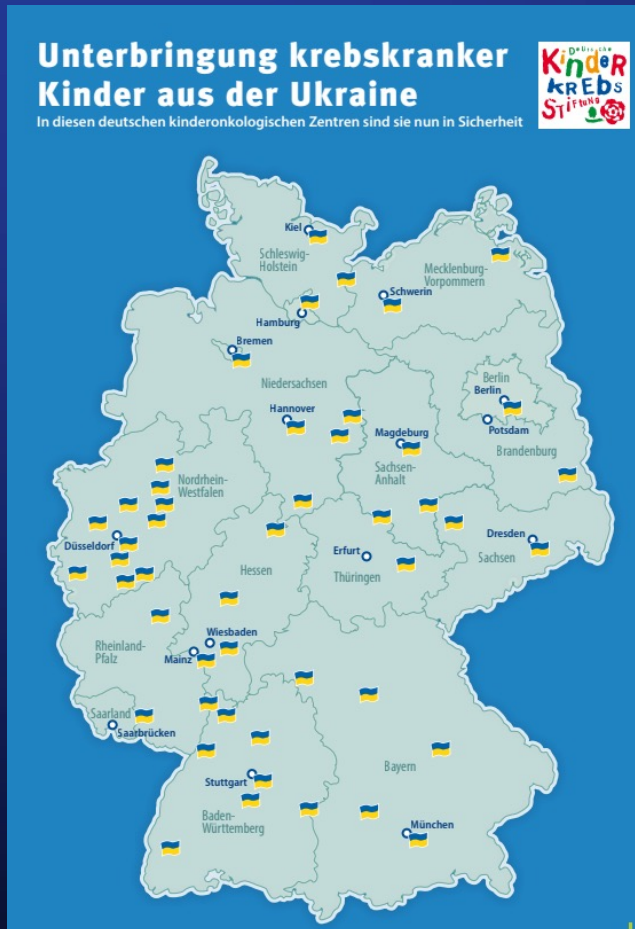 Unterbringung krebskranker
Kinder aus der Ukraine
In diesen deutschen kinderonkologischen Zentren sind sie nun in Sicherheit
Deutsche
KindeR
KREBS
STifTung
Kiel
Schleswig-
Holstein
Mecklenburg-
Vorpommern
Schwerin
Hamburg
Bremen
Niedersachsen
Berlin
Berlin
Hannover
Potsdam
Magdeburg
Brandenburg
Sachsen-
Anhalt
Nordrhein-
Westfalen
Düsseldorf
Dresden
Sachsen
Erfurt
Thüringen
Hessen
Wiesbaden
Rheinland-
Pfalz
Mainz
Saarland
Saarbrücken
Bayern
Stuttgart
Baden-
Württemberg
München